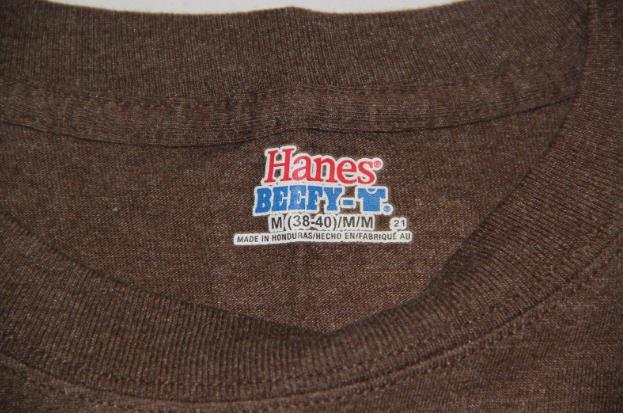 Hanes®
BEEFY-T®
M (38-40)/M/M 21
MADE IN HONDURAS/HECHO EN/FABRIQUÉ AU